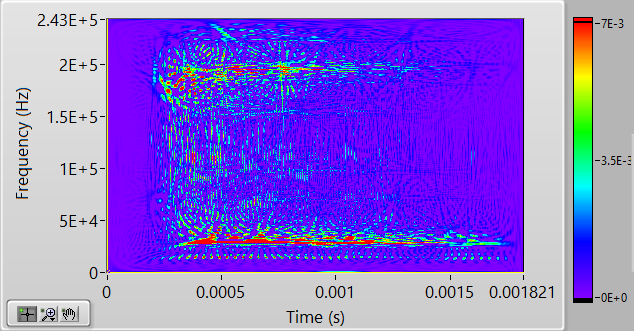 2.43E+5
2E+5
1.5E+5
1E+5
5E+4
0
Frequency (Hz)
0 0.0005 0.001 0.0015 0.001821
Time (s)
7E-3
3.5E-3
0E+0